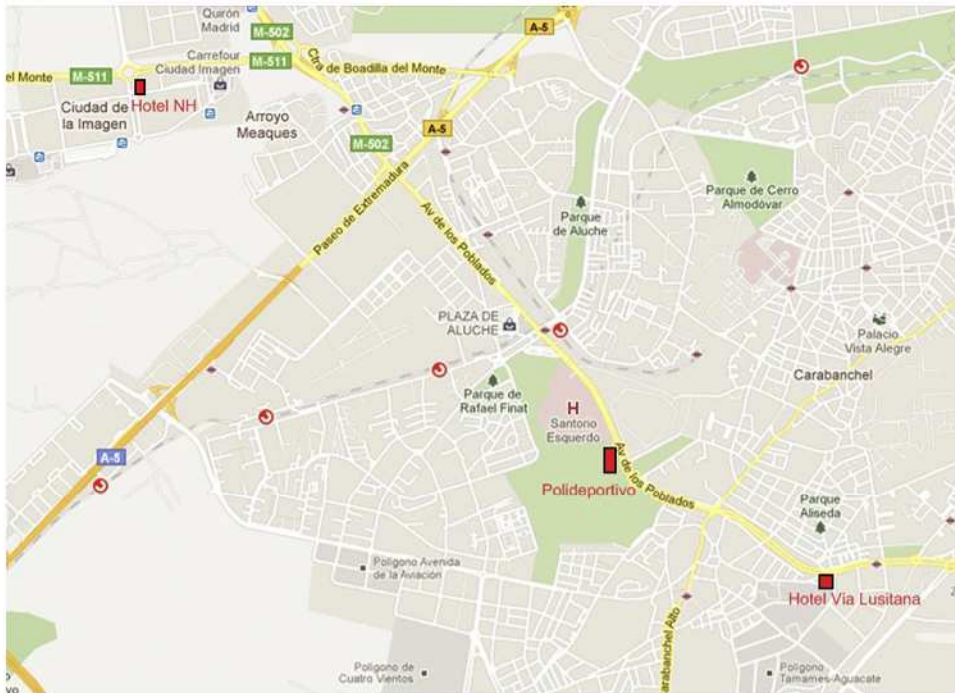 Quirón
Madrid
M-502
A-5
Carrefour
Ciudad Imagen
M-511
Ctra de Boadilla del Monte
el Monte
M-511
Ciudad de
la Imagen
Hotel NH
Arroyo
Meaques
A-5
M-502
Paseo de Extremadura
Av de los Poblados
Parque
de Aluche
Parque de Cerro
Almodóvar
PLAZA DE
ALUCHE
Palacio
Vista Alegre
Carabanchel
Parque de
Rafael Finat
H
Santono
Esquerdo
A-5
Polideportivo
Av de los Poblados
Parque
Aliseda
Polígono Avenida
de la Aviación
Hotel Vía Lusitana
arabanchel Alto
Polígono de
Cuatro Vientos
Polígono
Tamames-Aguacate